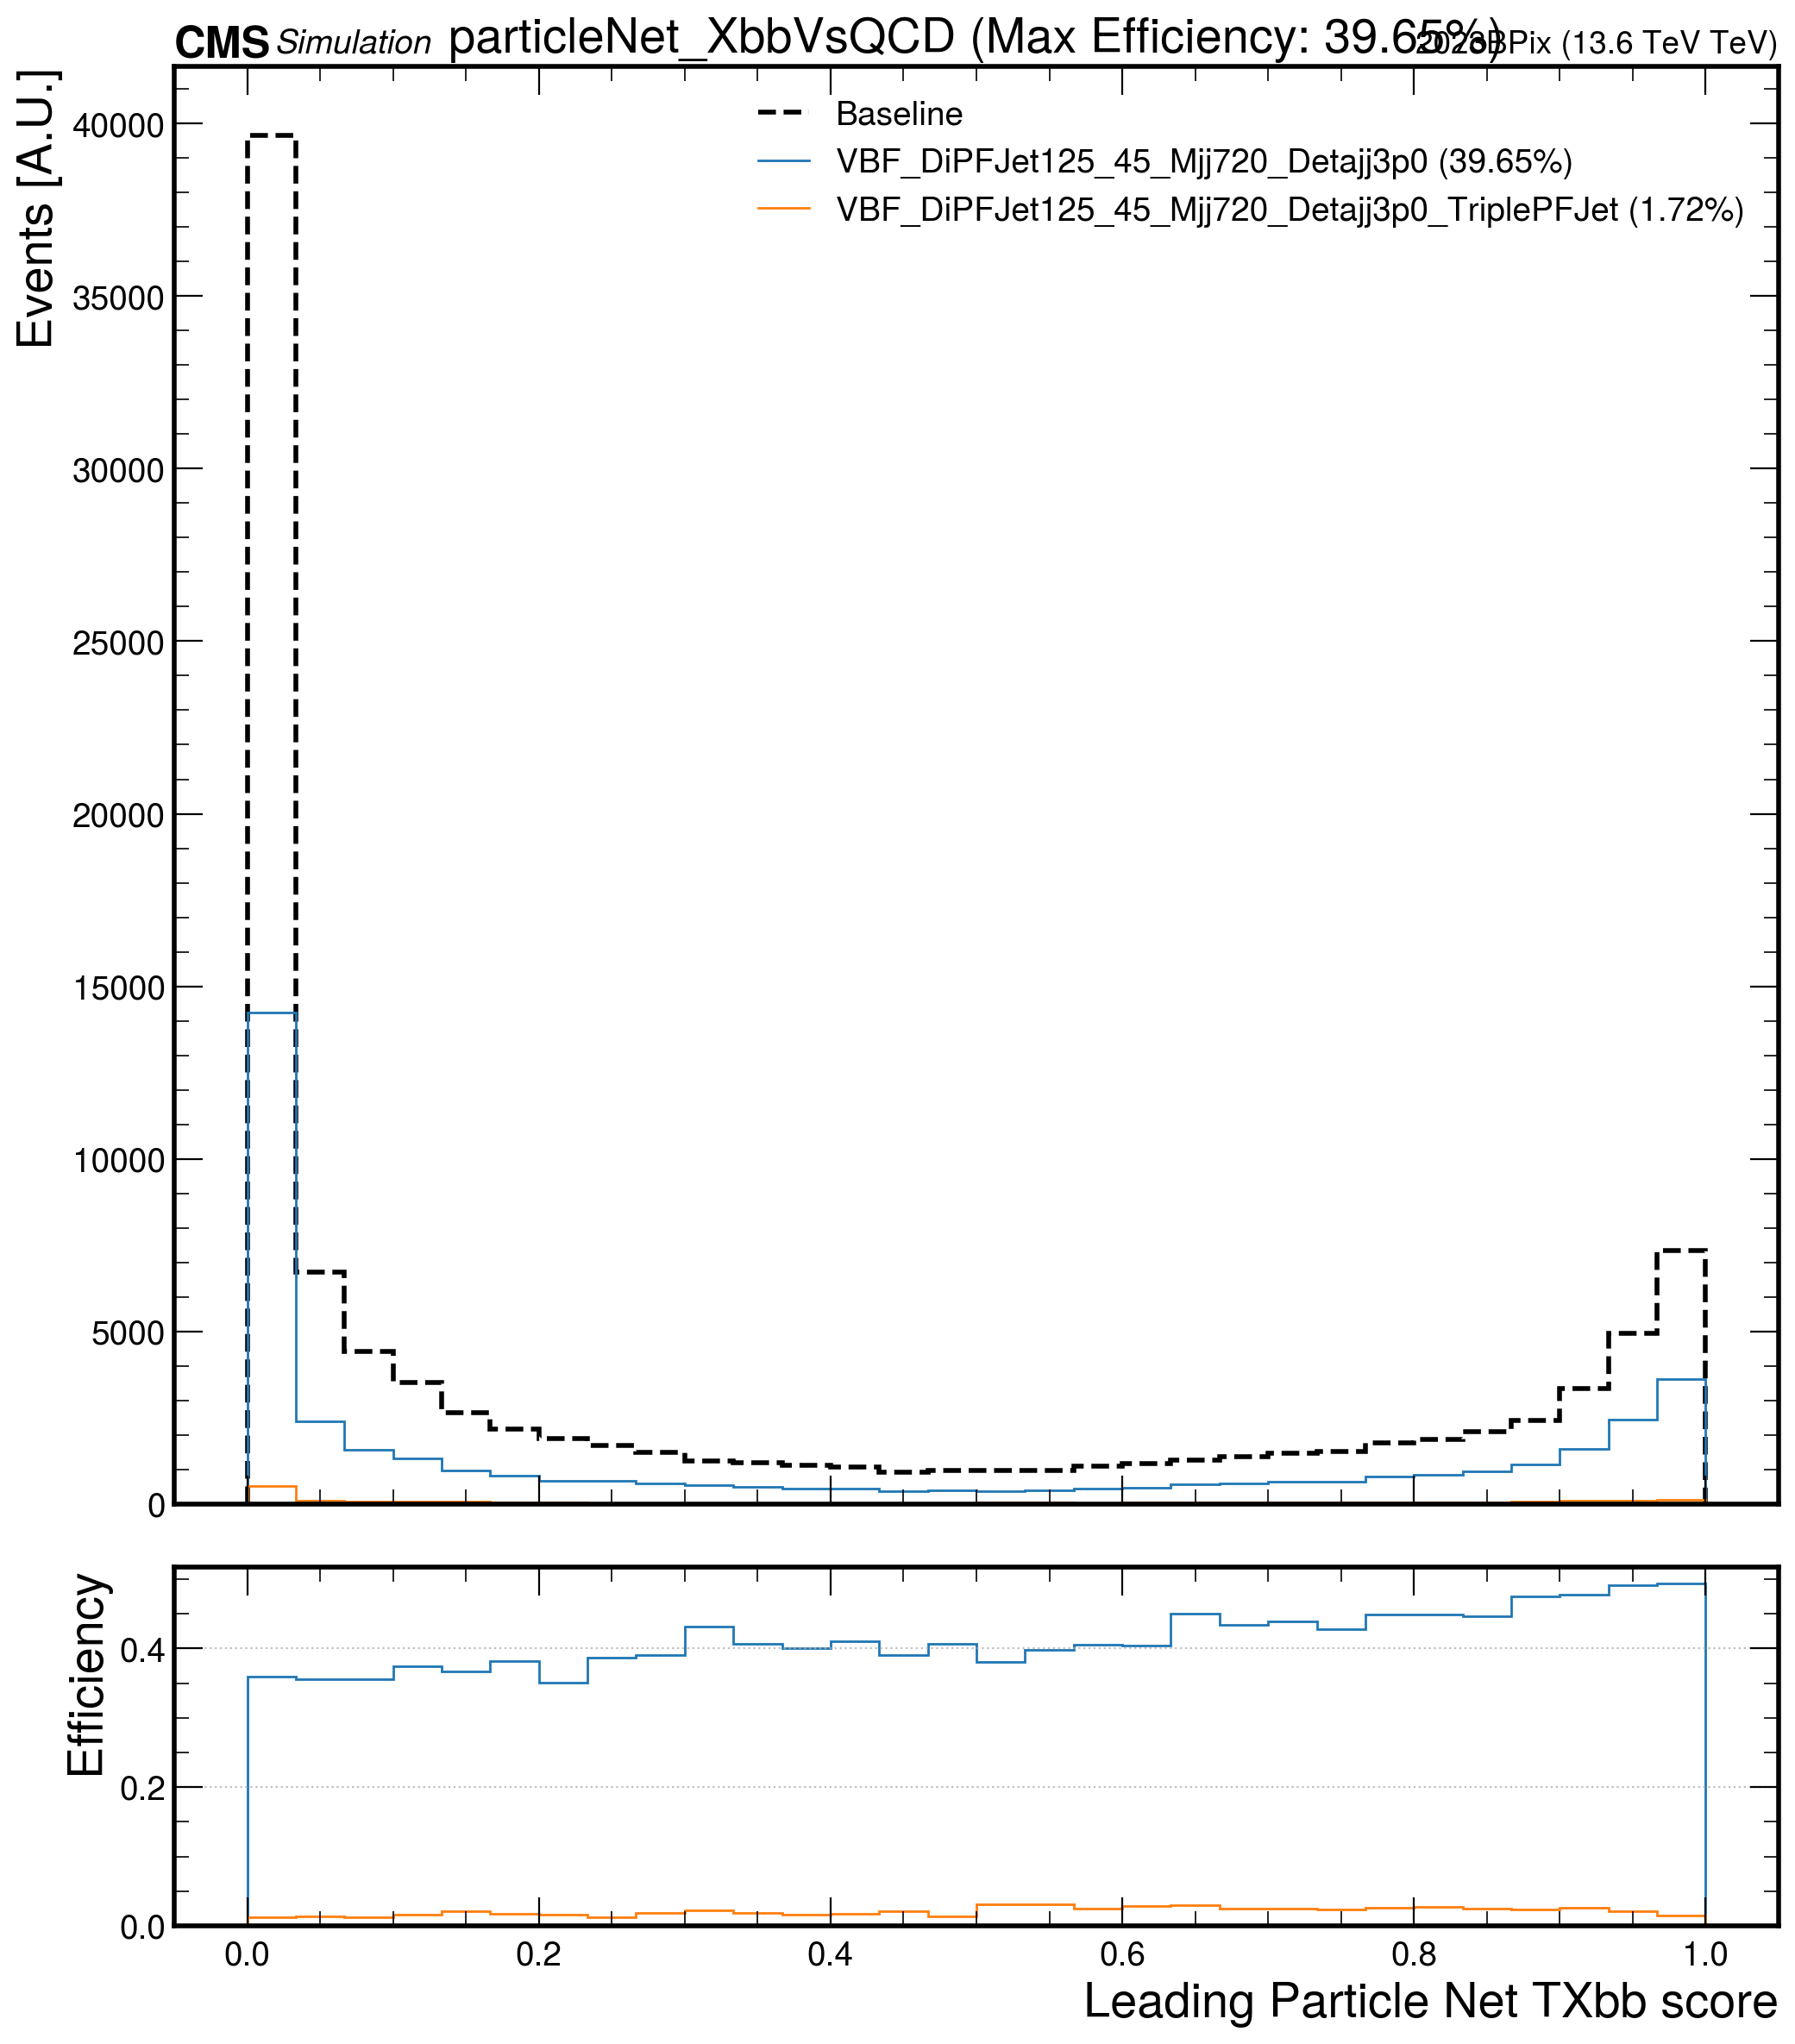 CMS Simulation particleNet_XbbVsQCD (Max Efficiency: 39.65%) 2023BPix (13.6 TeV TeV)
Events [A.U.]
Baseline
VBF_DiPFJet125_45_Mjj720_Detajj3p0 (39.65%)
VBF_DiPFJet125_45_Mjj720_Detajj3p0_TriplePFJet (1.72%)
40000
35000
30000
25000
20000
15000
10000
5000
0
Efficiency
0.4
0.2
0.0
0.0 0.2 0.4 0.6 0.8 1.0
Leading Particle Net TXbb score